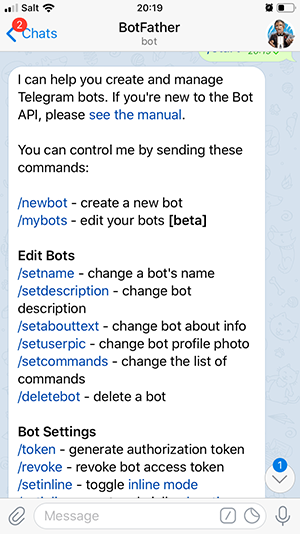 Salt 20:19
2
Chats
BotFather
bot
I can help you create and manage
Telegram bots. If you're new to the Bot
API, please see the manual.
You can control me by sending these
commands:
/newbot - create a new bot
/mybots - edit your bots [beta]
Edit Bots
/setname - change a bot's name
/setdescription - change bot
description
/setabouttext - change bot about info
/setuserpic - change bot profile photo
/setcommands - change the list of
commands
/deletebot - delete a bot
Bot Settings
/token - generate authorization token
/revoke - revoke bot access token
/setinline - toggle inline mode
1
Message